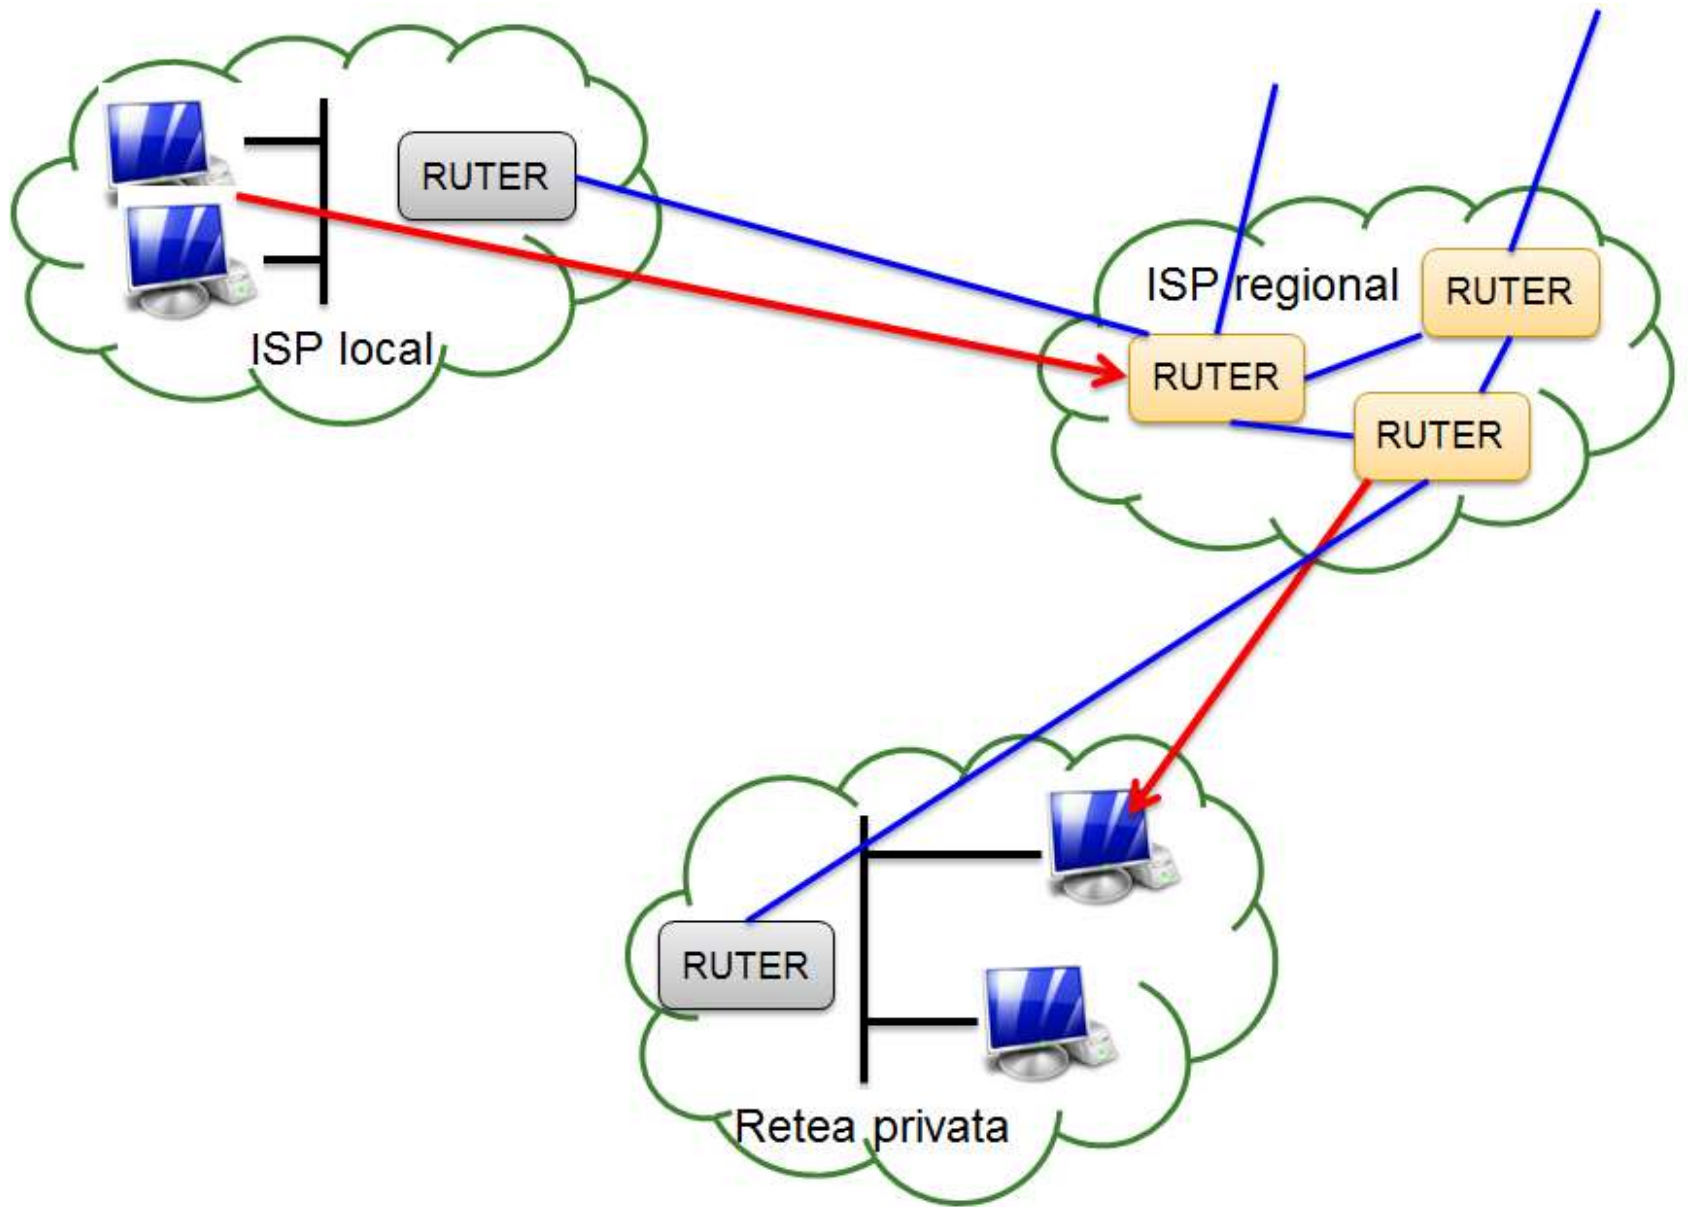 RUTER
ISP local
ISP regional
RUTER
RUTER
RUTER
RUTER
Retea privata